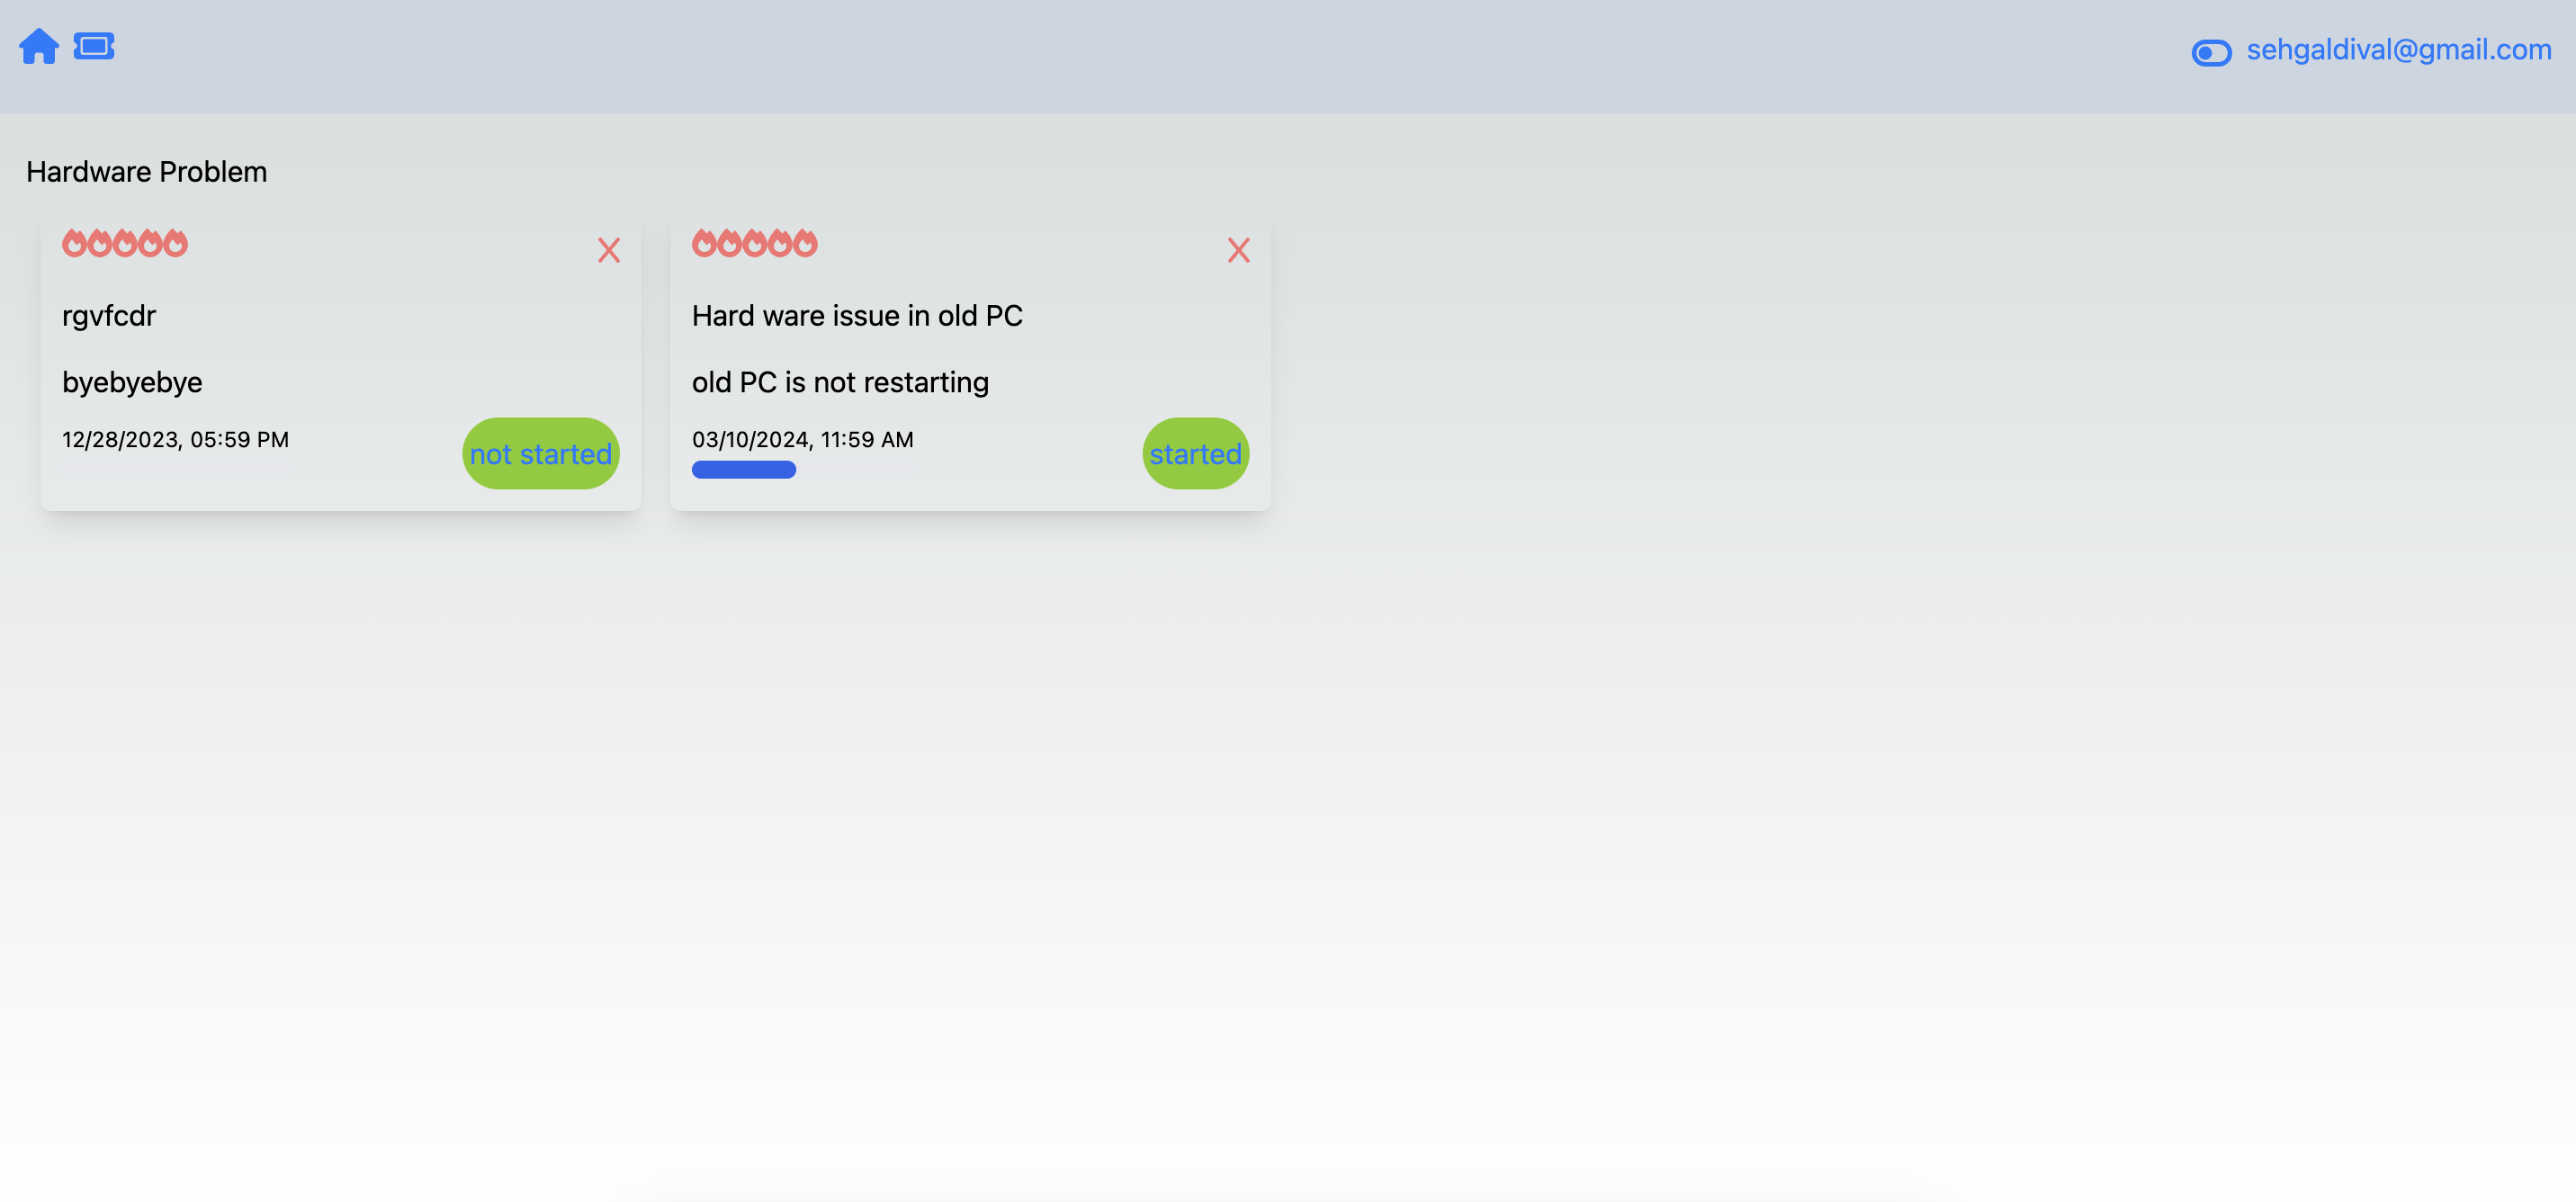 sehgaldival@gmail.com
Hardware Problem
rgvfcdr
byebyebye
12/28/2023, 05:59 PM
not started
Hard ware issue in old PC
old PC is not restarting
03/10/2024, 11:59 AM
started